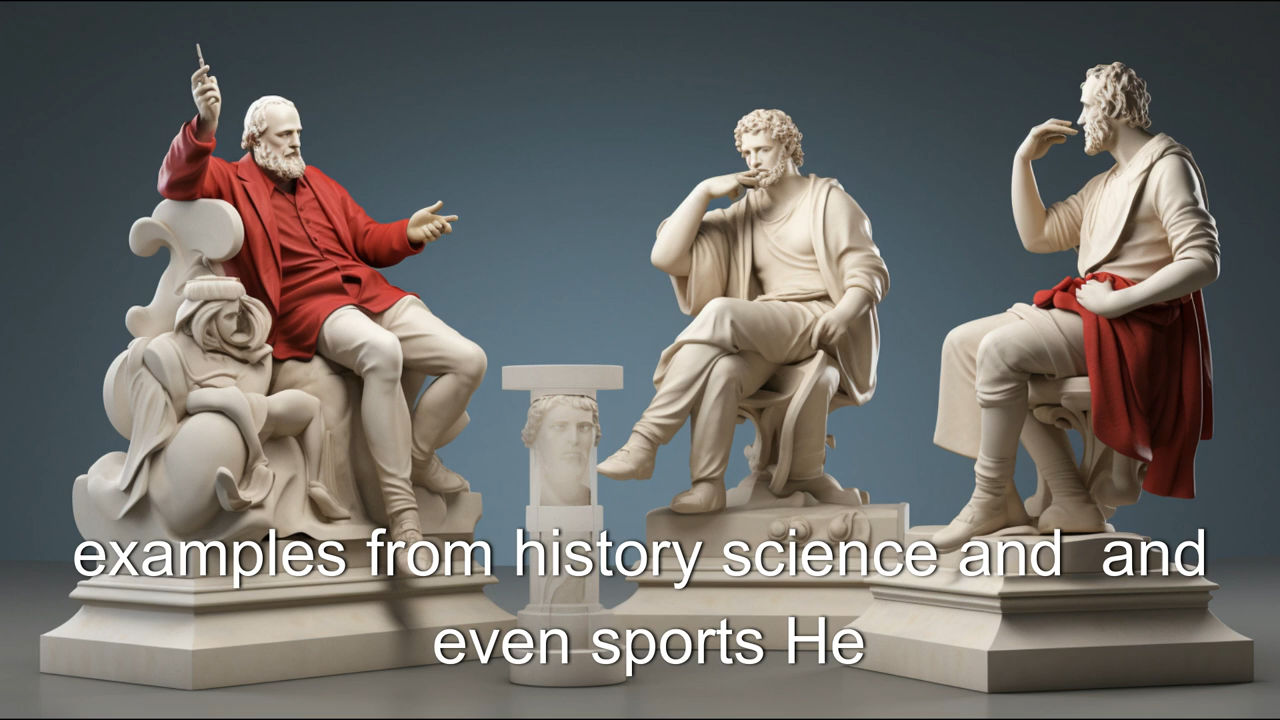 examples from history science and  and
even sports He